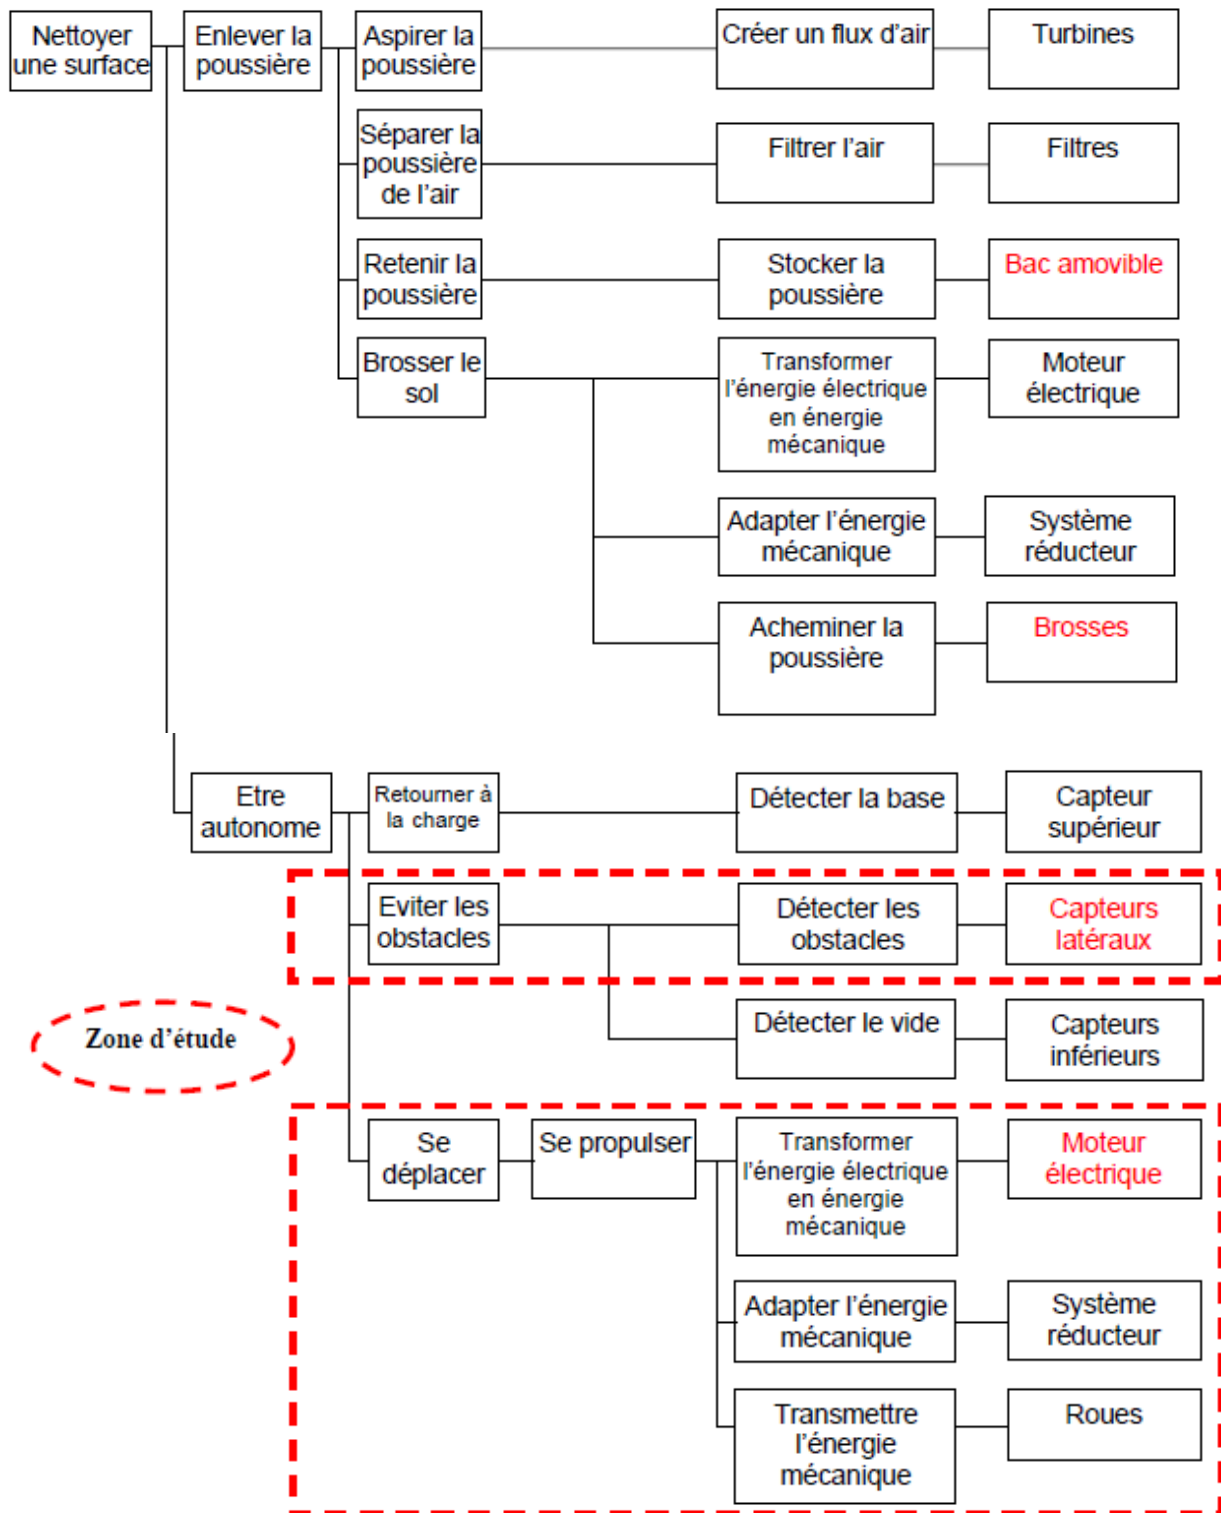 Nettoyer
une surface
Enlever la
poussière
Aspirer la
poussière
Créer un flux d'air
Turbines
Séparer la
poussière
de l'air
Filtrer l'air
Filtres
Retenir la
poussière
Stocker la
poussière
Bac amovible
Brosser le
sol
Transformer
l'énergie électrique
en énergie
mécanique
Moteur
électrique
Adapter l'énergie
mécanique
Système
réducteur
Acheminer la
poussière
Brosses
Etre
autonome
Retourner à
la charge
Détecter la base
Capteur
supérieur
Eviter les
obstacles
Détecter les
obstacles
Capteurs
latéraux
Zone d'étude
Détecter le vide
Capteurs
inférieurs
Se
déplacer
Se propulser
Transformer
l'énergie électrique
en énergie
mécanique
Moteur
électrique
Adapter l'énergie
mécanique
Système
réducteur
Transmettre
l'énergie
mécanique
Roues